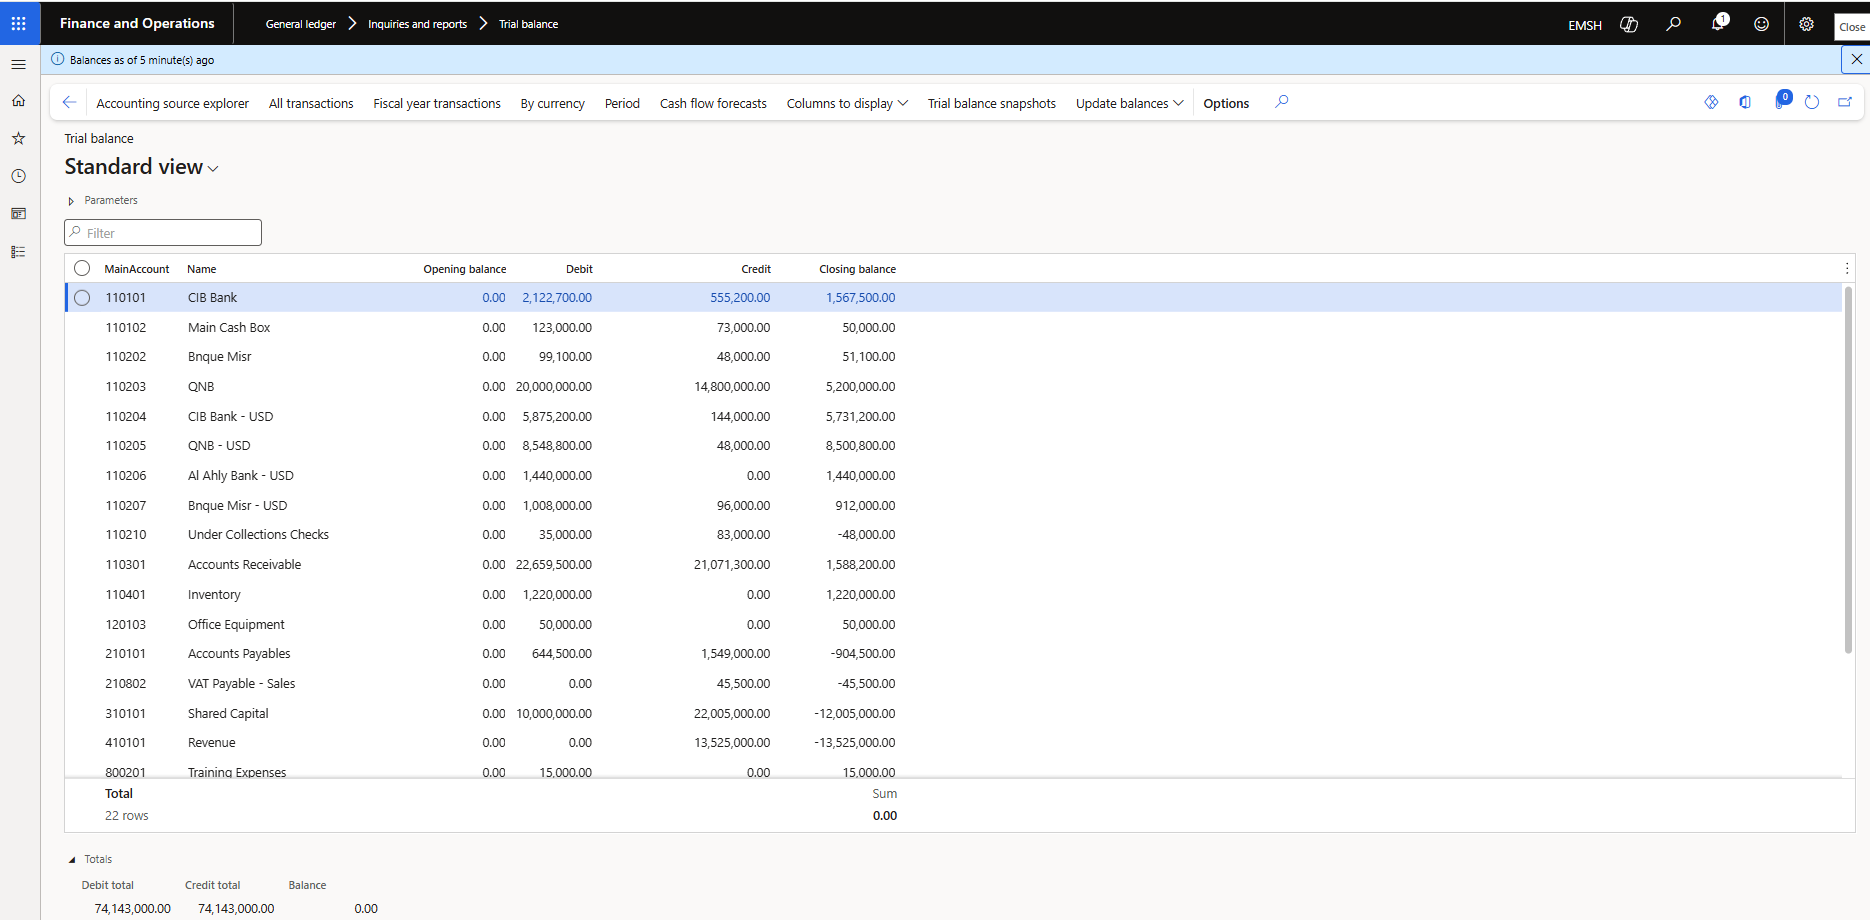 Finance and Operations General ledger Inquiries and reports Trial balance EMSH 1 Close
Balances as of 5 minute(s) ago
Accounting source explorer All transactions Fiscal year transactions By currency Period Cash flow forecasts Columns to display Trial balance snapshots Update balances Options 0
Trial balance
Standard view
Parameters
Filter
MainAccount Name Opening balance Debit Credit Closing balance
110101 CIB Bank 0.00 2,122,700.00 555,200.00 1,567,500.00
110102 Main Cash Box 0.00 123,000.00 73,000.00 50,000.00
110202 Bnque Misr 0.00 99,100.00 48,000.00 51,100.00
110203 QNB 0.00 20,000,000.00 14,800,000.00 5,200,000.00
110204 CIB Bank - USD 0.00 5,875,200.00 144,000.00 5,731,200.00
110205 QNB - USD 0.00 8,548,800.00 48,000.00 8,500,800.00
110206 Al Ahly Bank - USD 0.00 1,440,000.00 0.00 1,440,000.00
110207 Bnque Misr - USD 0.00 1,008,000.00 96,000.00 912,000.00
110210 Under Collections Checks 0.00 35,000.00 83,000.00 -48,000.00
110301 Accounts Receivable 0.00 22,659,500.00 21,071,300.00 1,588,200.00
110401 Inventory 0.00 1,220,000.00 0.00 1,220,000.00
120103 Office Equipment 0.00 50,000.00 0.00 50,000.00
210101 Accounts Payables 0.00 644,500.00 1,549,000.00 -904,500.00
210802 VAT Payable - Sales 0.00 0.00 45,500.00 -45,500.00
310101 Shared Capital 0.00 10,000,000.00 22,005,000.00 -12,005,000.00
410101 Revenue 0.00 0.00 13,525,000.00 -13,525,000.00
800201 Training Expenses 0.00 15,000.00 0.00 15,000.00
Total Sum
22 rows 0.00
Totals
Debit total Credit total Balance
74,143,000.00 74,143,000.00 0.00